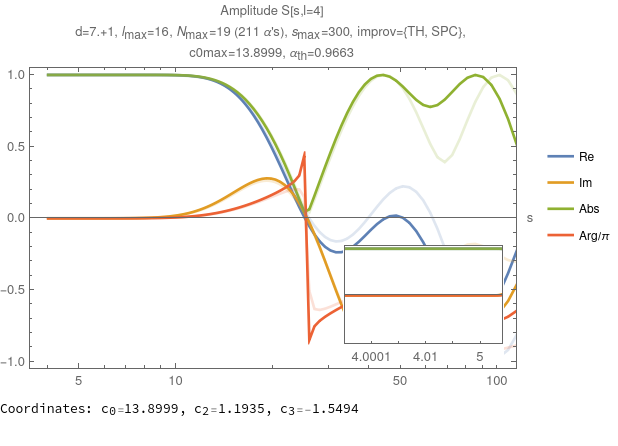 Amplitude S[s,l=4]
d=7.+1, lmax=16, Nmax=19 (211 α's), smax=300, improv={TH, SPC},
c0max=13.8999, αth=0.9663
1.0
0.5
0.0
−0.5
−1.0
s
Re
Im
Abs
Arg/π
4.0001 4.01 5
5 10 50 100
Coordinates: c0=13.8999, c2=1.1935, c3=−1.5494